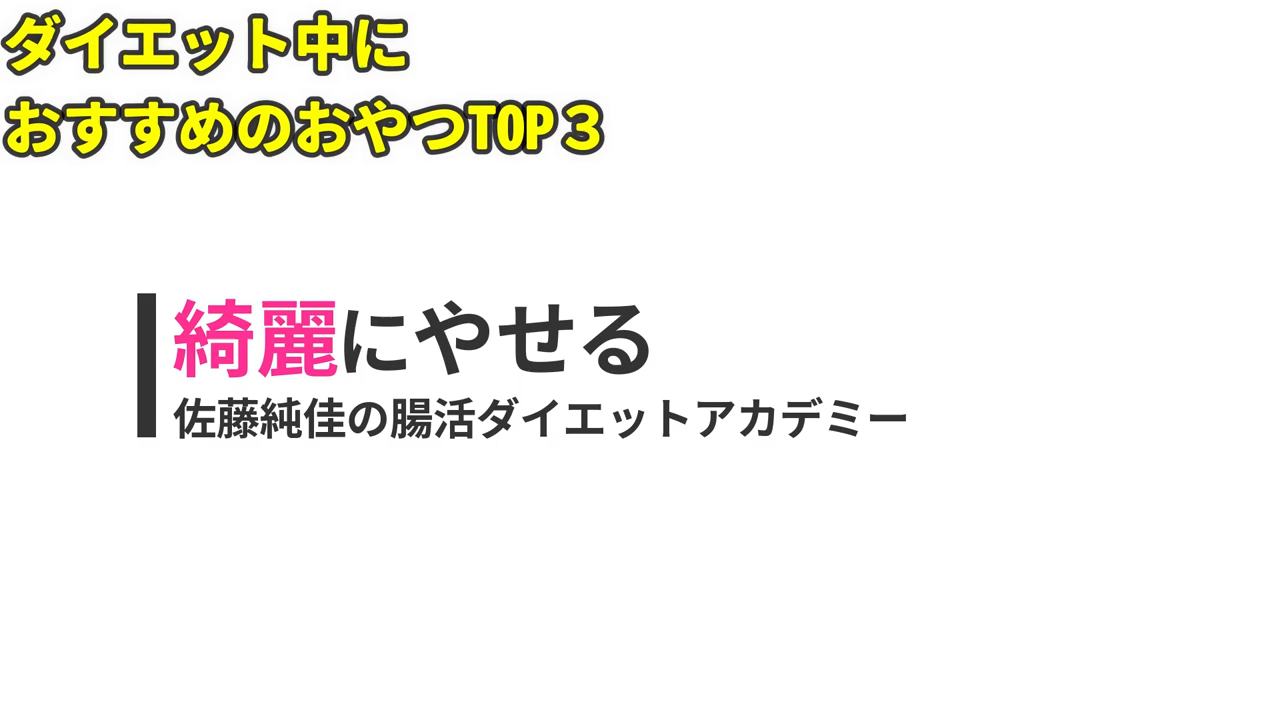 ダイエット中に
おすすめのおやつTOP３
綺麗にやせる
佐藤純佳の腸活ダイエットアカデミー